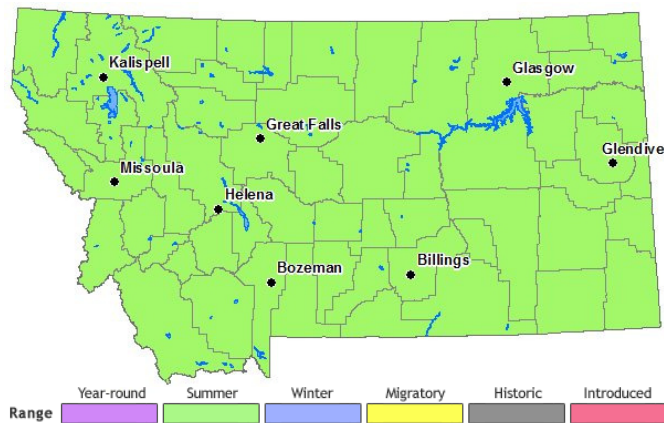 Kalispell
Glasgow
Great Falls
Glendive
Missoula
Helena
Bozeman
Billings
Year-round Summer Winter Migratory Historic Introduced
Range